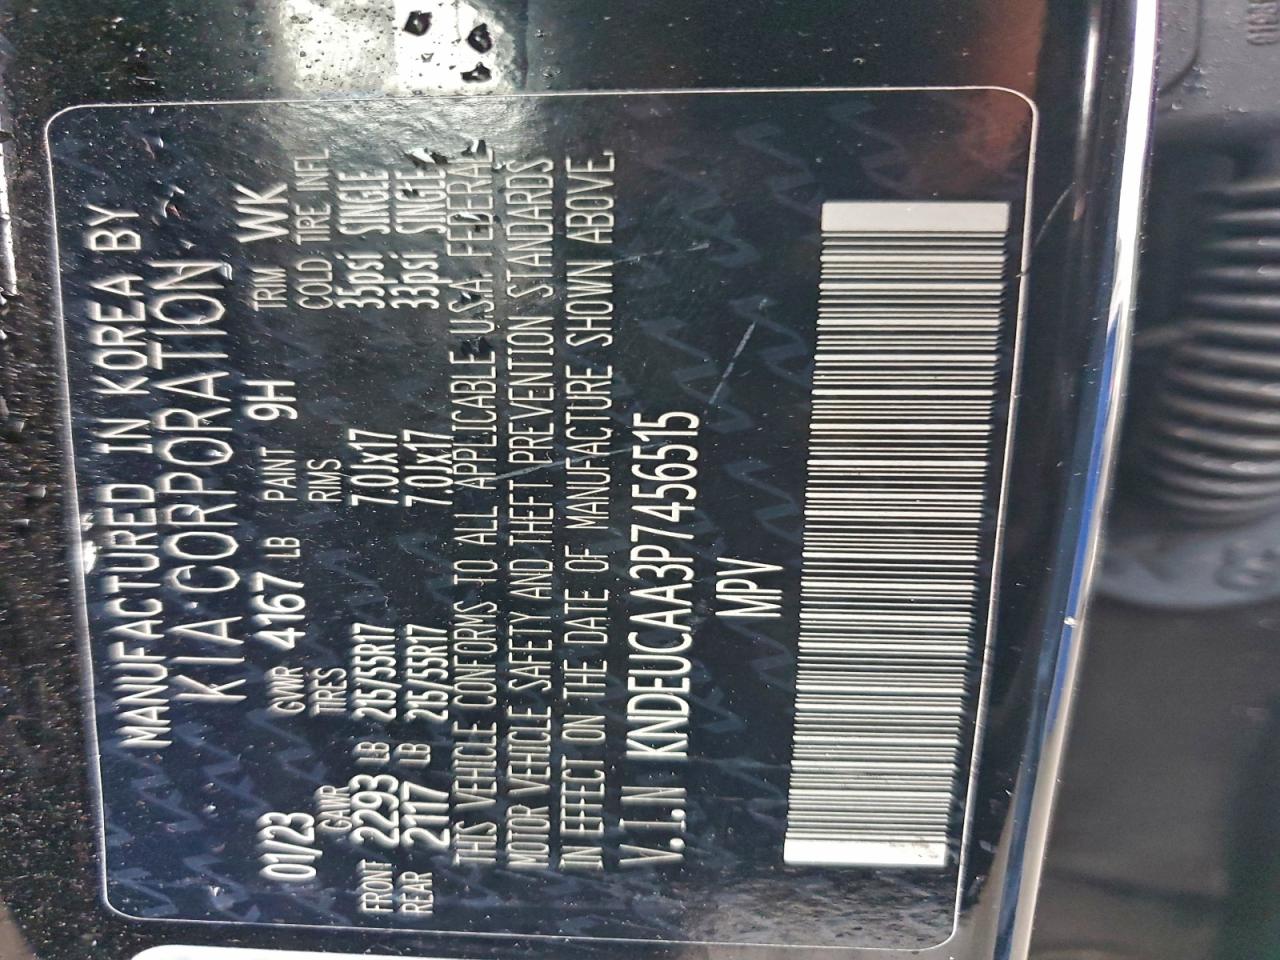 MANUFACTURED IN KOREA BY
KIA CORPORATION
01/23 GVWR 4167 LB PAINT 9H TRIM WK
GAWR TIRES RIMS COLD TIRE INFL
FRONT 2293 LB 215/55R17 7.0Jx17 35psi SINGLE
REAR 2117 LB 215/55R17 7.0Jx17 33psi SINGLE
THIS VEHICLE CONFORMS TO ALL APPLICABLE U.S.A. FEDERAL
MOTOR VEHICLE SAFETY AND THEFT PREVENTION STANDARDS
IN EFFECT ON THE DATE OF MANUFACTURE SHOWN ABOVE.
V.I.N KNDEUCAA3P7456515
MPV